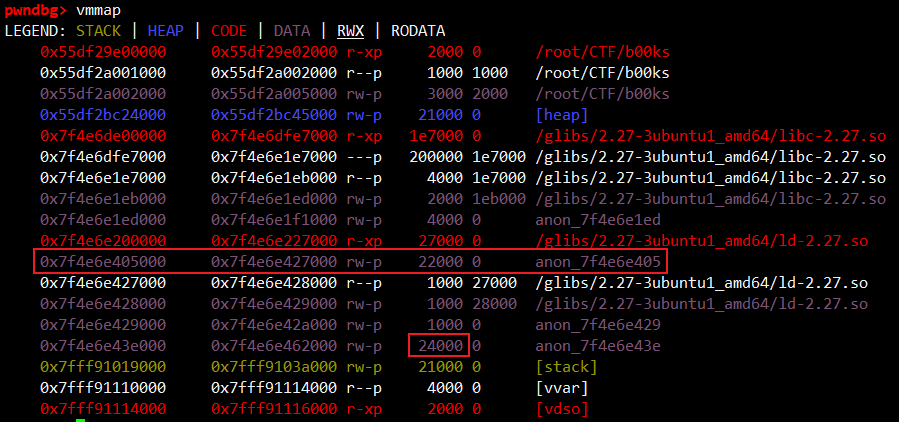 pwndbg> vmmap
LEGEND: STACK | HEAP | CODE | DATA | RWX | RODATA
0x55df29e00000 0x55df29e02000 r-xp 2000 0 /root/CTF/b00ks
0x55df2a001000 0x55df2a002000 r--p 1000 1000 /root/CTF/b00ks
0x55df2a002000 0x55df2a005000 rw-p 3000 2000 /root/CTF/b00ks
0x55df2bc24000 0x55df2bc45000 rw-p 21000 0 [heap]
0x7f4e6de00000 0x7f4e6dfe7000 r-xp 1e7000 0 /glibs/2.27-3ubuntu1_amd64/libc-2.27.so
0x7f4e6dfe7000 0x7f4e6e1e7000 ---p 200000 1e7000 /glibs/2.27-3ubuntu1_amd64/libc-2.27.so
0x7f4e6e1e7000 0x7f4e6e1eb000 r--p 4000 1e7000 /glibs/2.27-3ubuntu1_amd64/libc-2.27.so
0x7f4e6e1eb000 0x7f4e6e1ed000 rw-p 2000 1eb000 /glibs/2.27-3ubuntu1_amd64/libc-2.27.so
0x7f4e6e1ed000 0x7f4e6e1f1000 rw-p 4000 0 anon_7f4e6e1ed
0x7f4e6e200000 0x7f4e6e227000 r-xp 27000 0 /glibs/2.27-3ubuntu1_amd64/ld-2.27.so
0x7f4e6e405000 0x7f4e6e427000 rw-p 22000 0 anon_7f4e6e405
0x7f4e6e427000 0x7f4e6e428000 r--p 1000 27000 /glibs/2.27-3ubuntu1_amd64/ld-2.27.so
0x7f4e6e428000 0x7f4e6e429000 rw-p 1000 28000 /glibs/2.27-3ubuntu1_amd64/ld-2.27.so
0x7f4e6e429000 0x7f4e6e42a000 rw-p 1000 0 anon_7f4e6e429
0x7f4e6e43e000 0x7f4e6e462000 rw-p 24000 0 anon_7f4e6e43e
0x7fff91019000 0x7fff9103a000 rw-p 21000 0 [stack]
0x7fff91110000 0x7fff91114000 r--p 4000 0 [vvar]
0x7fff91114000 0x7fff91116000 r-xp 2000 0 [vdso]